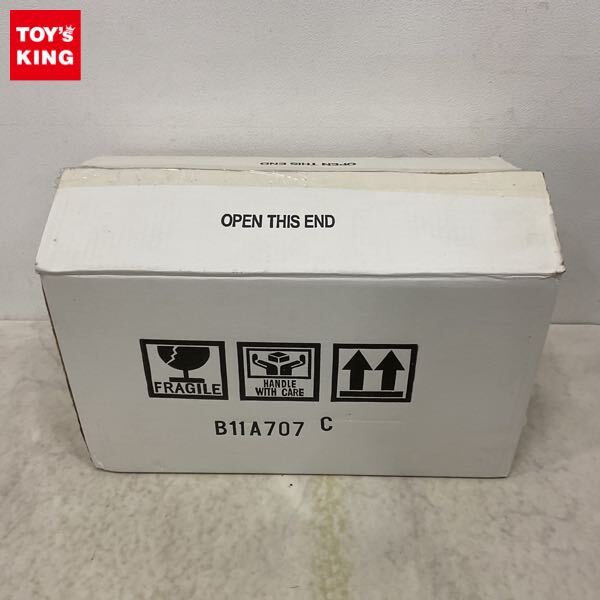 TOY'S
KING
OPEN THIS END
OPEN THIS END
FRAGILE
HANDLE
WITH CARE
B11A707 C